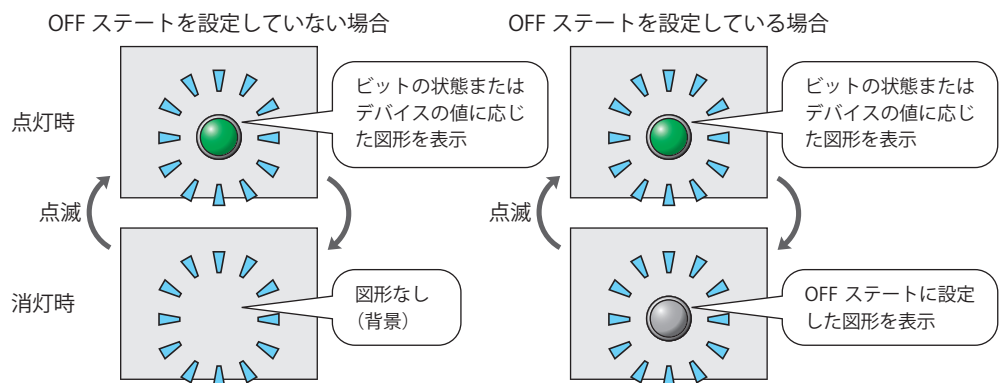 OFF ステートを設定していない場合
点灯時
ビットの状態または
デバイスの値に応じ
た図形を表示
点滅
消灯時
図形なし
（背景）
OFF ステートを設定している場合
ビットの状態または
デバイスの値に応じ
た図形を表示
点滅
OFF ステートに設定
した図形を表示